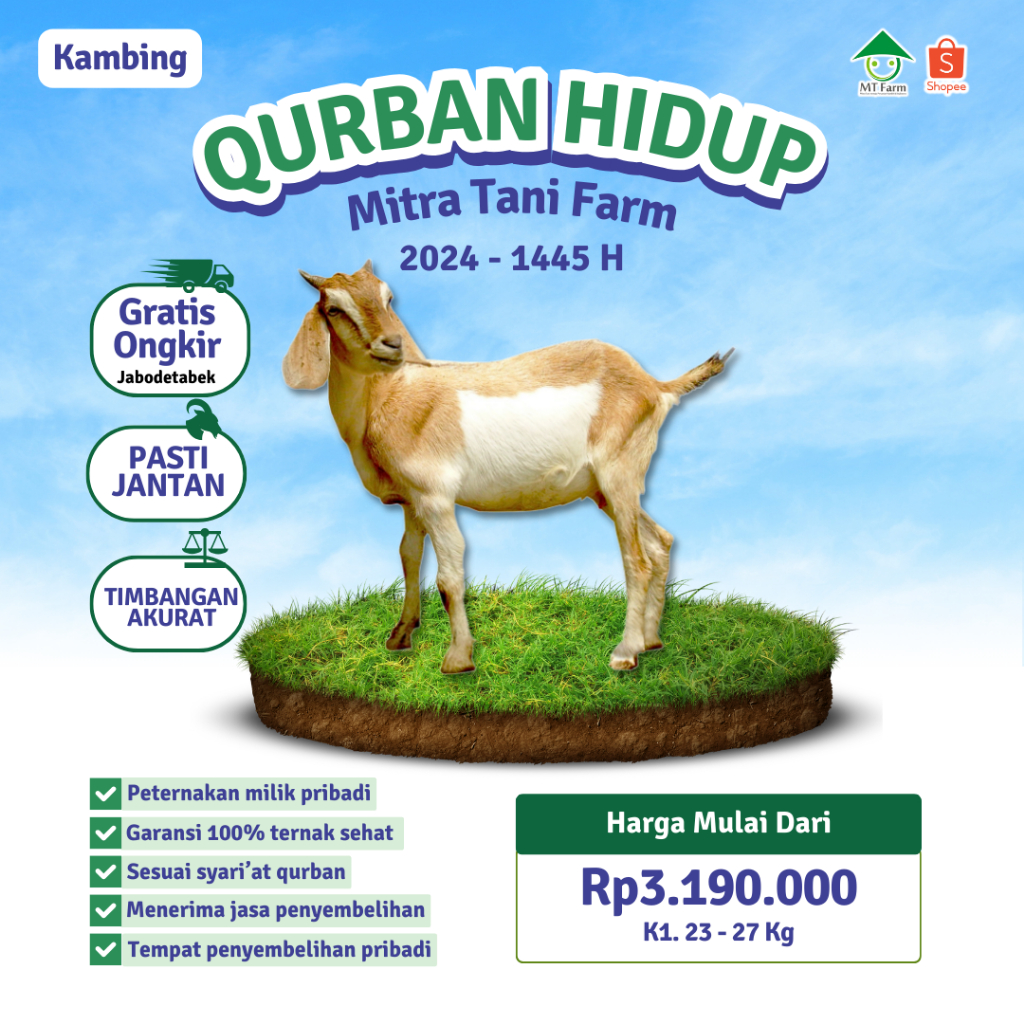 Kambing
MT Farm
Shopee
QURBAN HIDUP
Mitra Tani Farm
2024 - 1445 H
Gratis
Ongkir
Jabodetabek
PASTI
JANTAN
TIMBANGAN
AKURAT
Peternakan milik pribadi
Garansi 100% ternak sehat
Sesuai syari'at qurban
Menerima jasa penyembelihan
Tempat penyembelihan pribadi
Harga Mulai Dari
Rp3.190.000
K1. 23 - 27 Kg